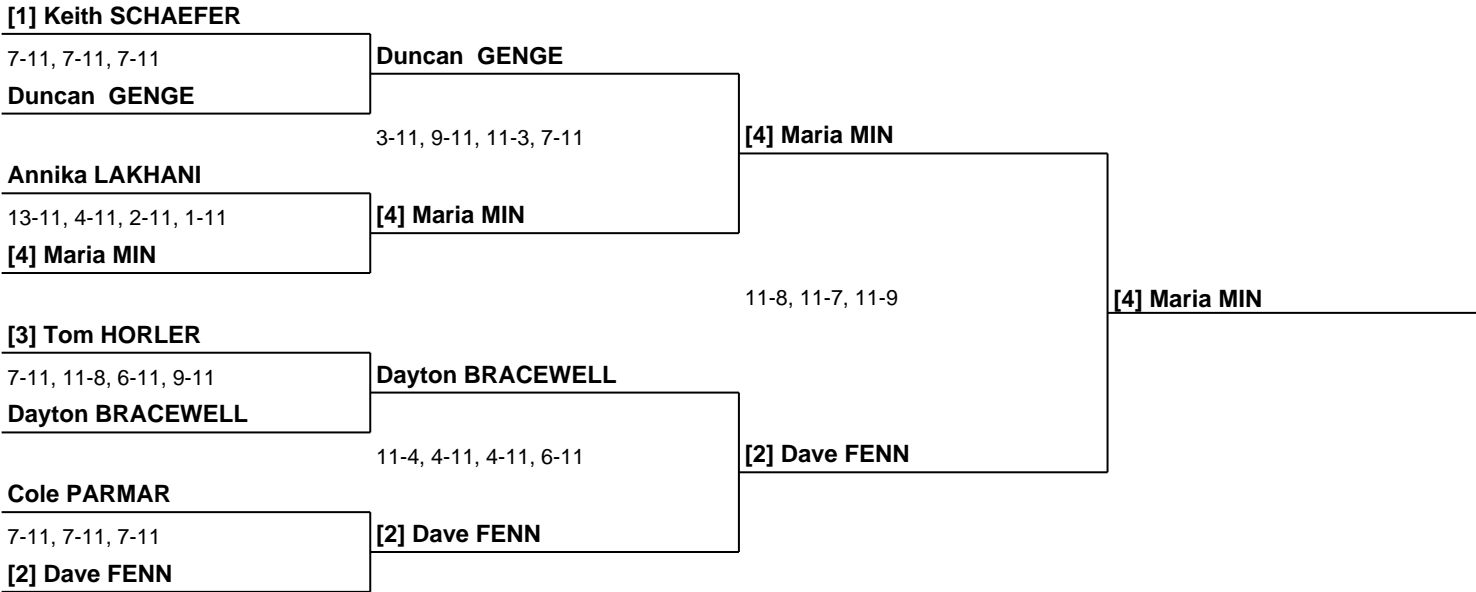 [1] Keith SCHAEFER
7-11, 7-11, 7-11
Duncan  GENGE
Duncan  GENGE
3-11, 9-11, 11-3, 7-11
[4] Maria MIN
Annika LAKHANI
13-11, 4-11, 2-11, 1-11
[4] Maria MIN
[4] Maria MIN
11-8, 11-7, 11-9
[4] Maria MIN
[3] Tom HORLER
7-11, 11-8, 6-11, 9-11
Dayton BRACEWELL
Dayton BRACEWELL
11-4, 4-11, 4-11, 6-11
[2] Dave FENN
Cole PARMAR
7-11, 7-11, 7-11
[2] Dave FENN
[2] Dave FENN